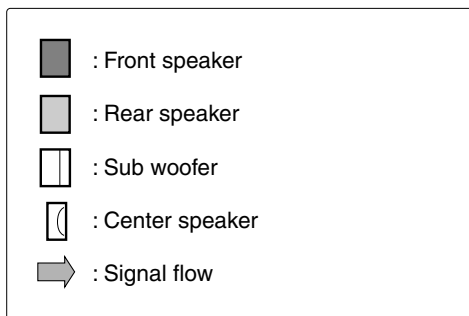 : Front speaker
: Rear speaker
: Sub woofer
: Center speaker
: Signal flow